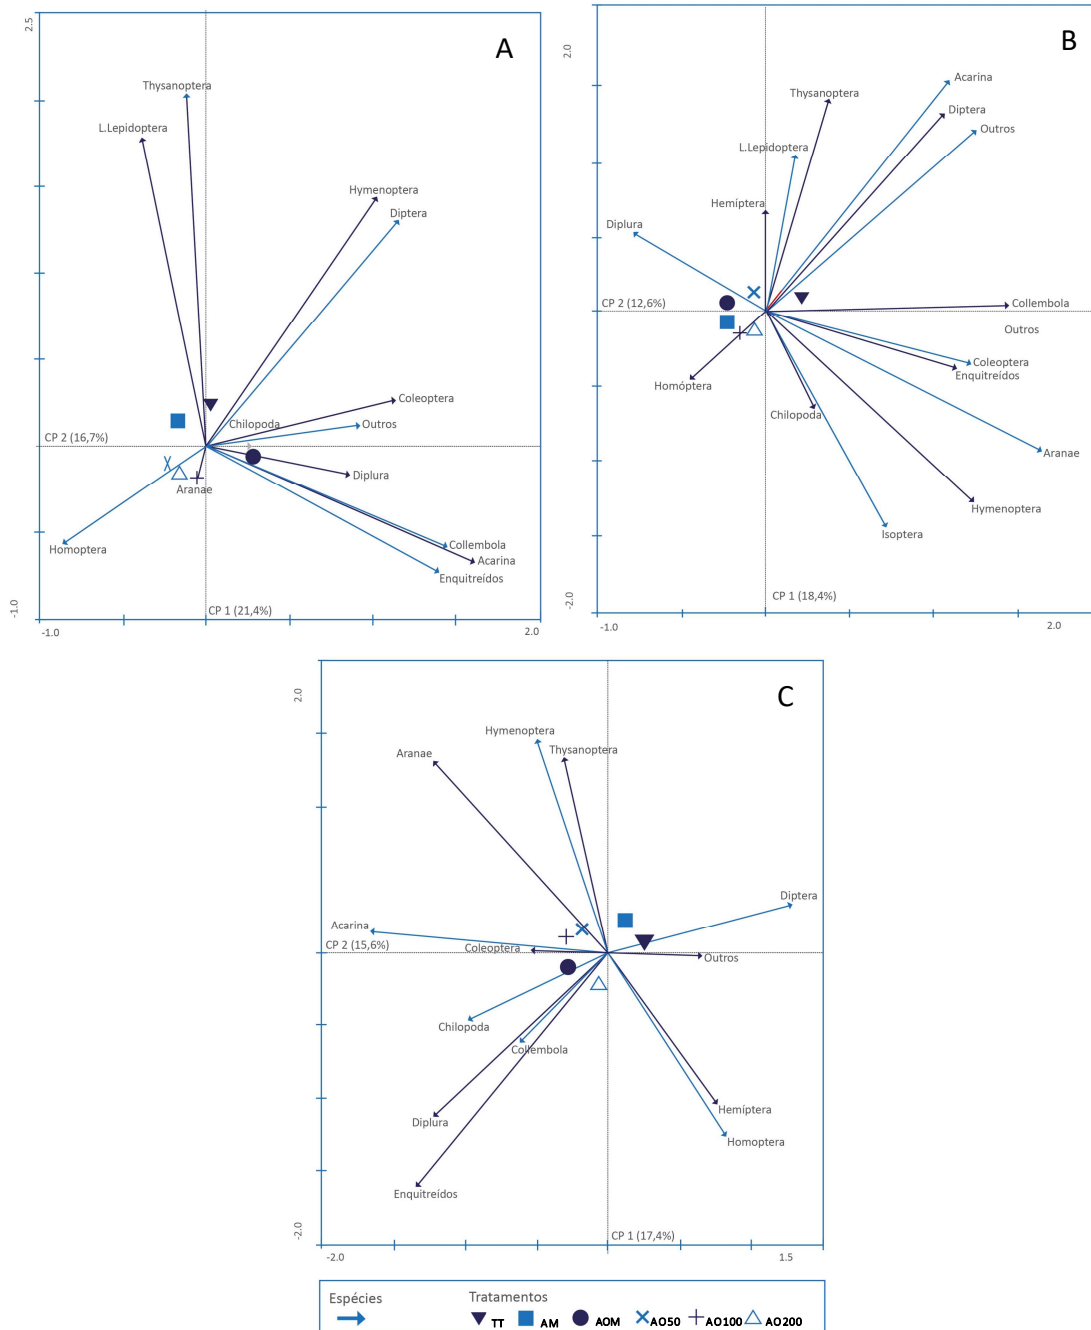 A
2.5
Thysanoptera
L.Lepidoptera
Hymenoptera
Diptera
Coleoptera
Chilopoda
Outros
CP 2 (16,7%)
Diplura
Aranae
Homoptera
Collembola
Acarina
Enquitreídos
CP 1 (21,4%)
-1.0
-1.0
2.0
B
2.0
Acarina
Thysanoptera
Diptera
Outros
L.Lepidoptera
Hemíptera
Diplura
CP 2 (12,6%)
Collembola
Outros
Coleoptera
Enquitreídos
Homóptera
Chilopoda
Aranae
Hymenoptera
Isoptera
CP 1 (18,4%)
-2.0
-1.0
2.0
C
2.0
Hymenoptera
Thysanoptera
Aranae
Diptera
Acarina
CP 2 (15,6%)
Coleoptera
Outros
Chilopoda
Collembola
Hemíptera
Diplura
Homoptera
Enquitreídos
CP 1 (17,4%)
-2.0
-2.0
1.5
Espécies
Tratamentos
TT AM AOM AO50 AO100 AO200